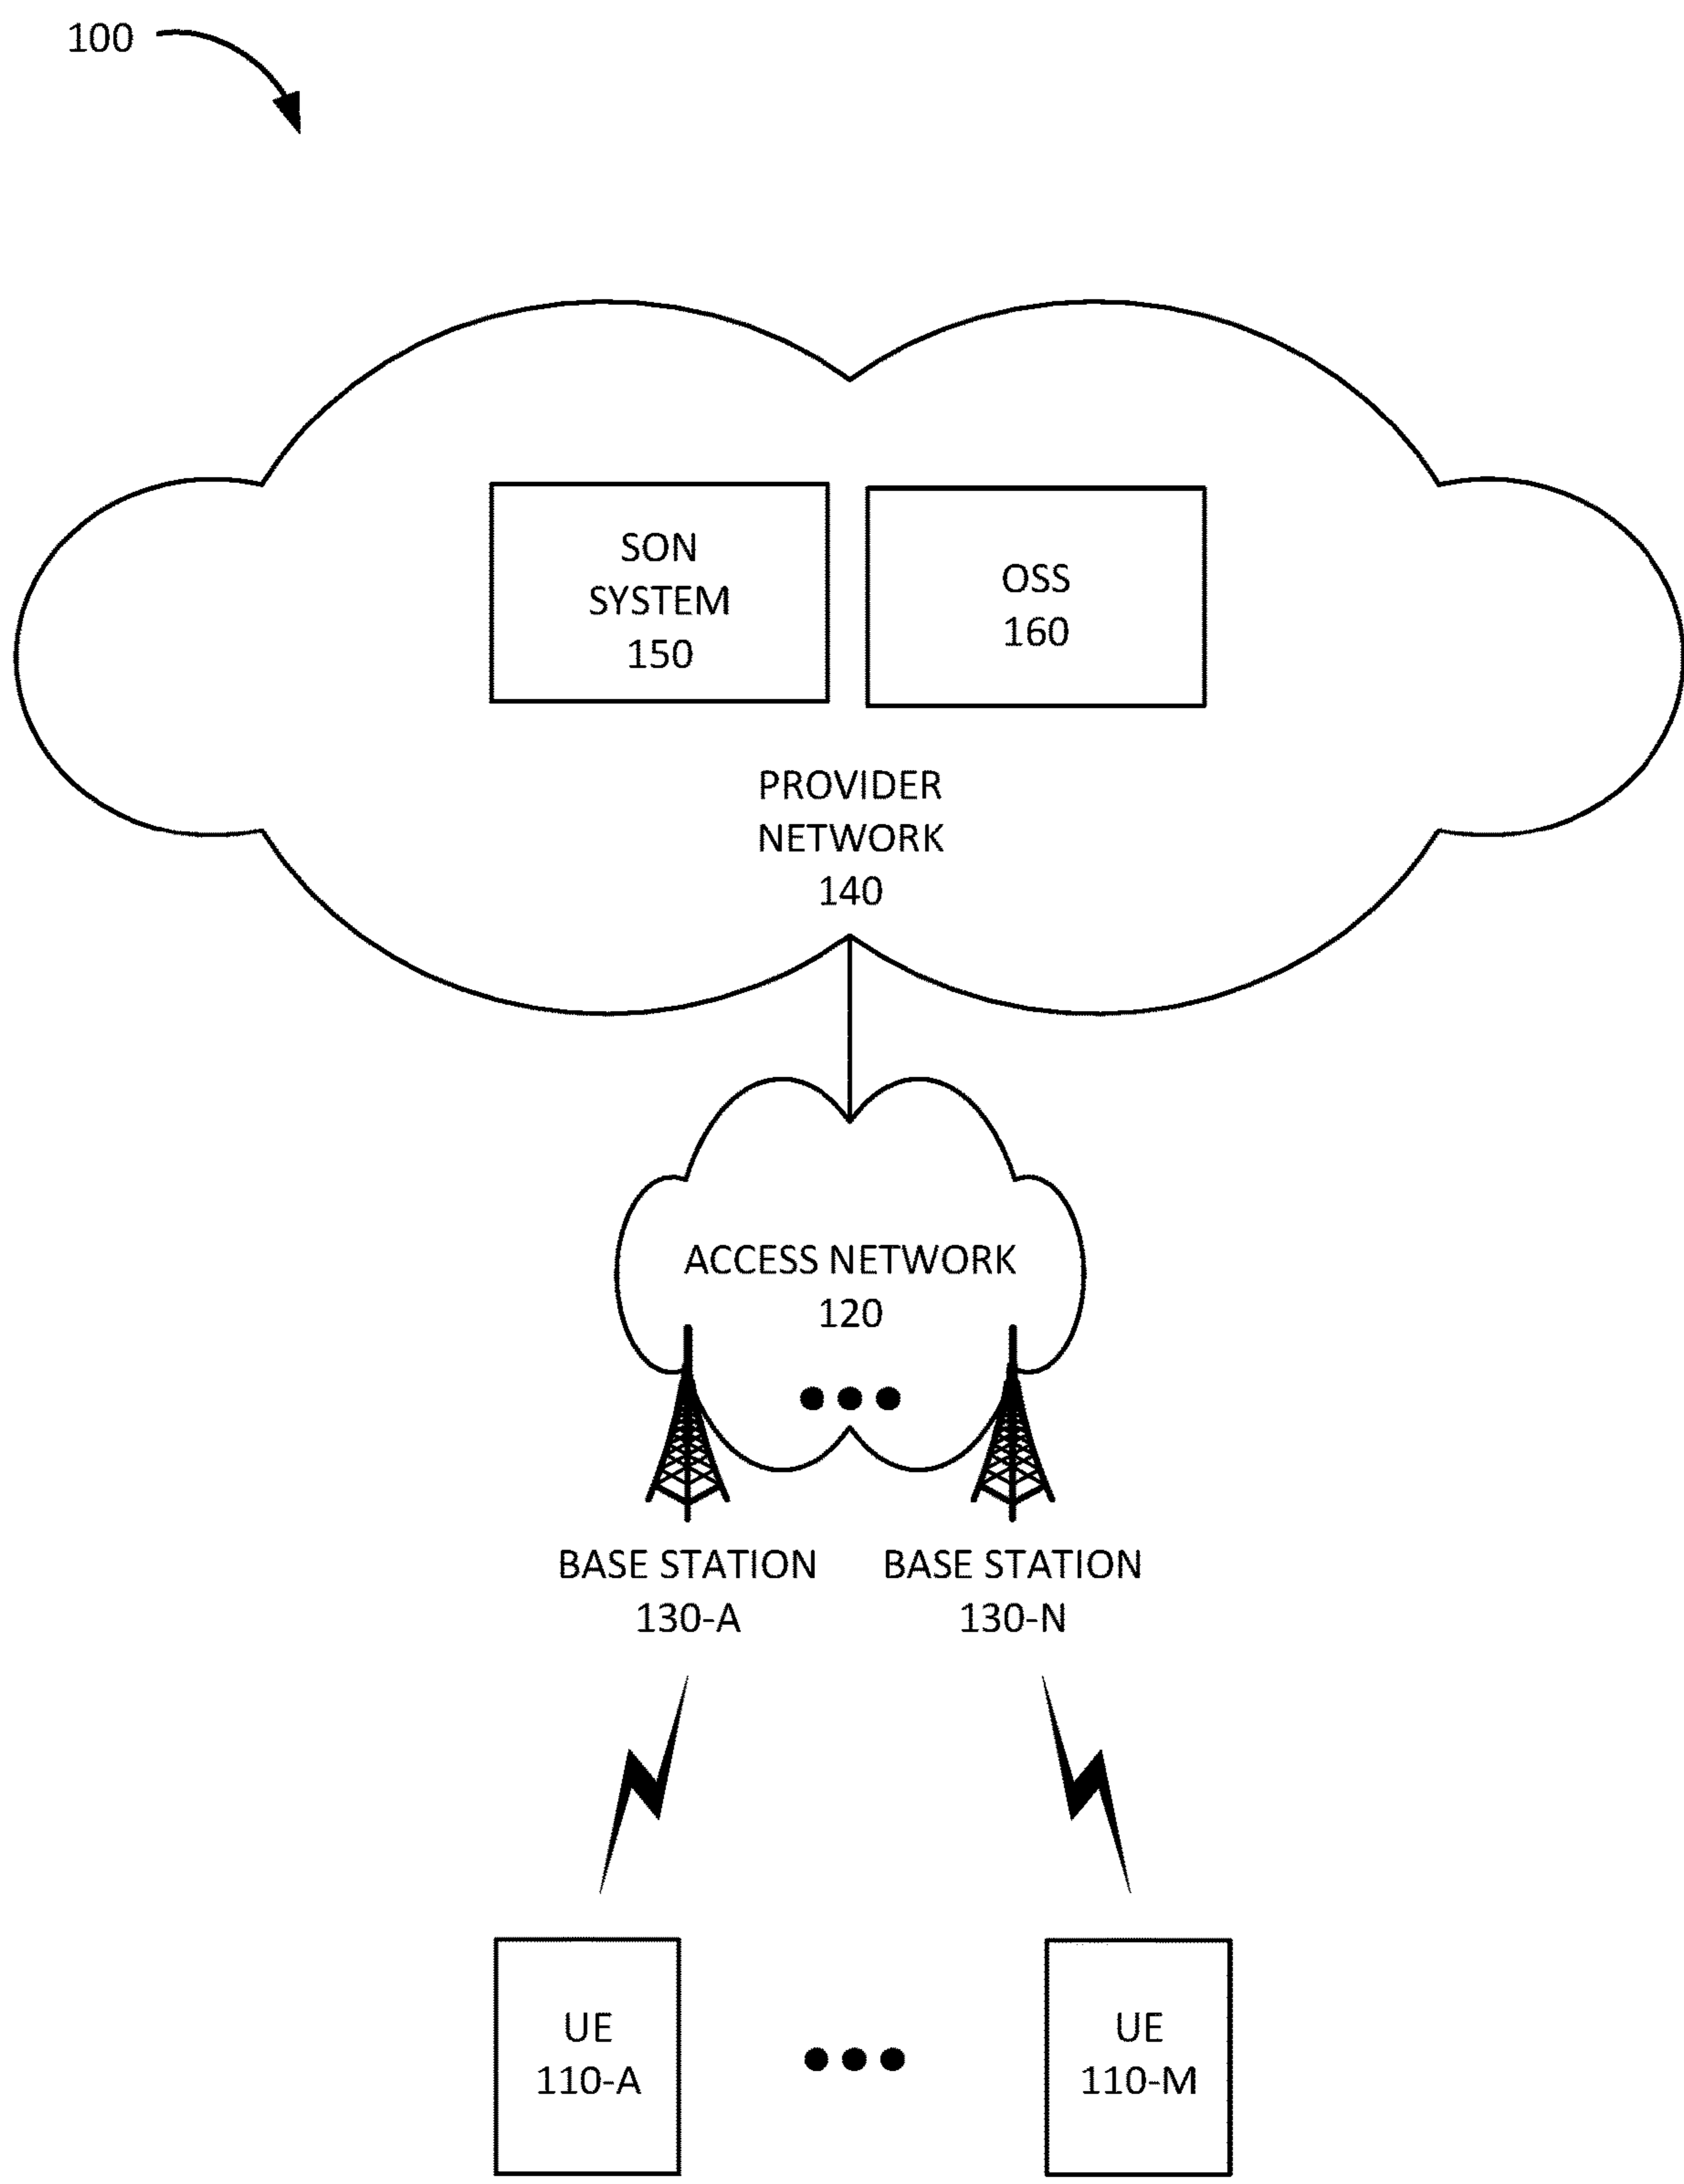 100
SON
SYSTEM
150
OSS
160
PROVIDER
NETWORK
140
ACCESS NETWORK
120
BASE STATION
130-A
BASE STATION
130-N
UE
110-A
UE
110-M